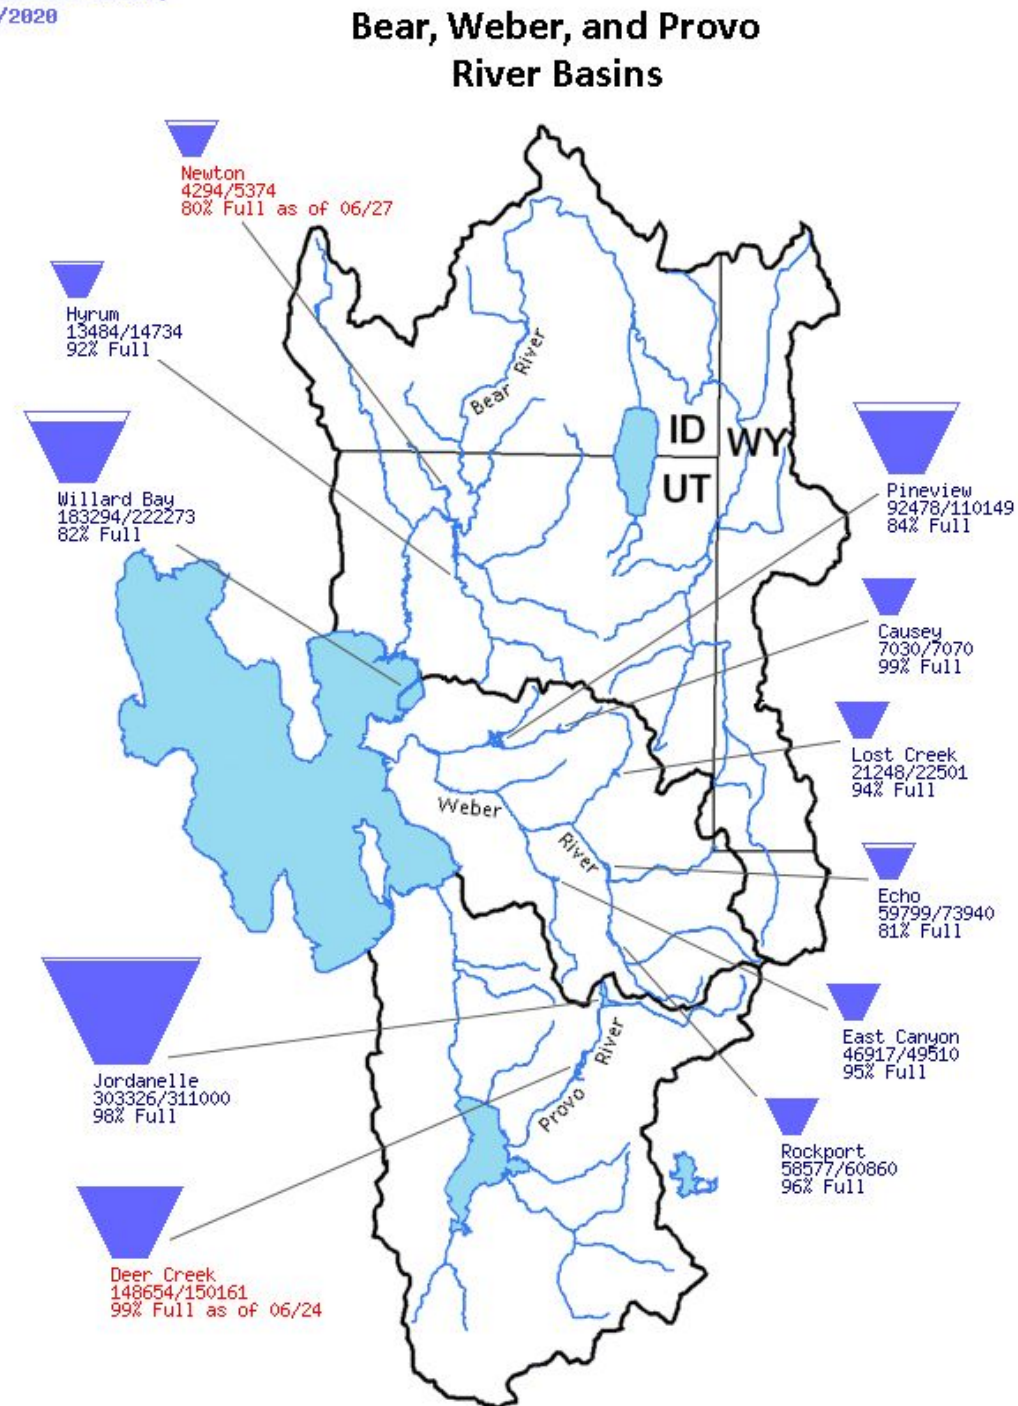 /2020
Bear, Weber, and Provo
River Basins
Newton
4294/5374
80% Full as of 06/27
Hyrum
13484/14734
92% Full
Bear River
ID
WY
UT
Willard Bay
183294/222273
82% Full
Pineview
92478/110149
84% Full
Causey
7030/7070
99% Full
Lost Creek
21248/22501
94% Full
Weber
River
Echo
59799/73940
81% Full
East Canyon
46917/49510
95% Full
Jordanelle
303326/311000
98% Full
Provo River
Rockport
58577/60860
96% Full
Deer Creek
148654/150161
99% Full as of 06/24